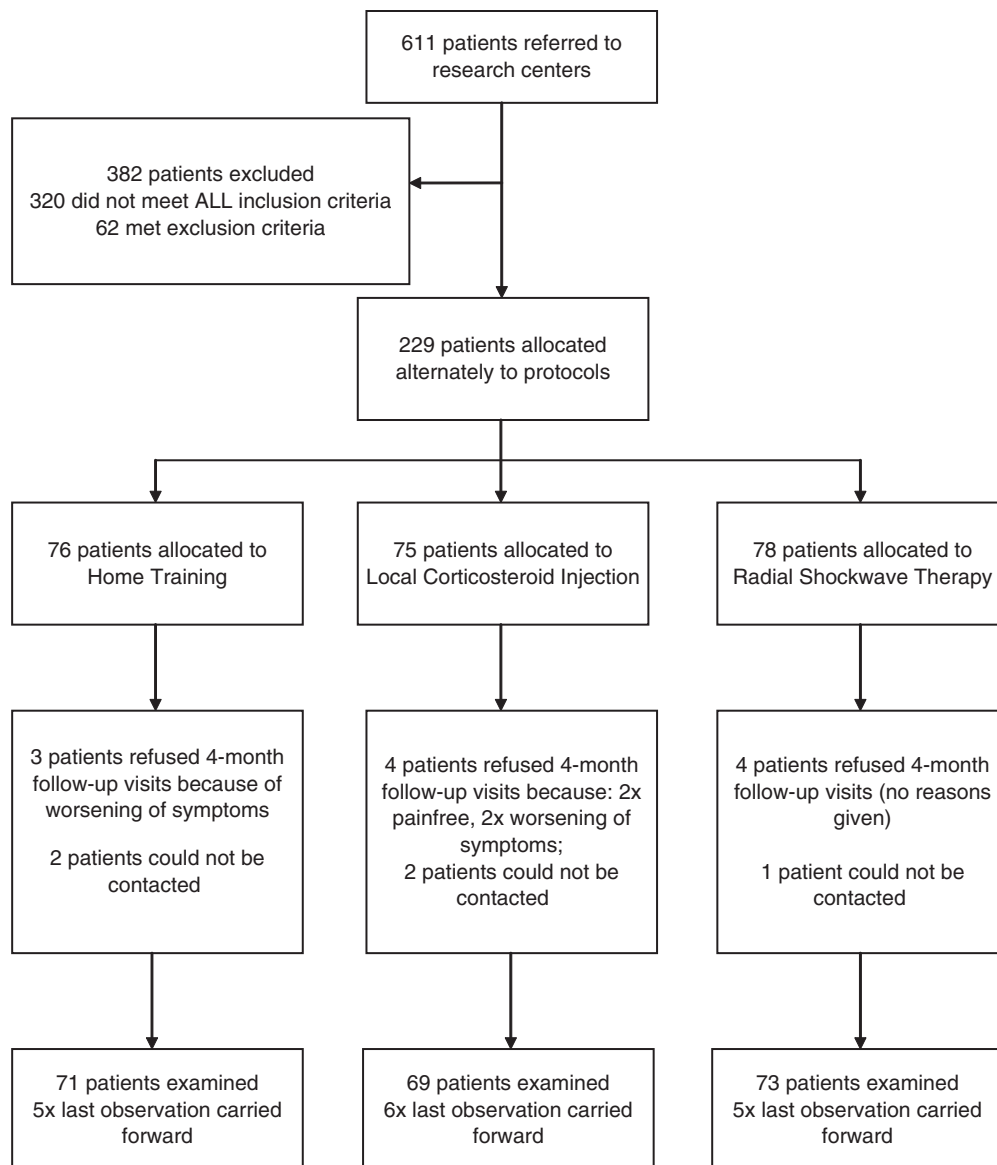 611 patients referred to
research centers
382 patients excluded
320 did not meet ALL inclusion criteria
62 met exclusion criteria
229 patients allocated
alternately to protocols
76 patients allocated to
Home Training
75 patients allocated to
Local Corticosteroid Injection
78 patients allocated to
Radial Shockwave Therapy
3 patients refused 4-month
follow-up visits because of
worsening of symptoms
2 patients could not be
contacted
4 patients refused 4-month
follow-up visits because: 2x
painfree, 2x worsening of
symptoms;
2 patients could not be
contacted
4 patients refused 4-month
follow-up visits (no reasons
given)
1 patient could not be
contacted
71 patients examined
5x last observation carried
forward
69 patients examined
6x last observation carried
forward
73 patients examined
5x last observation carried
forward